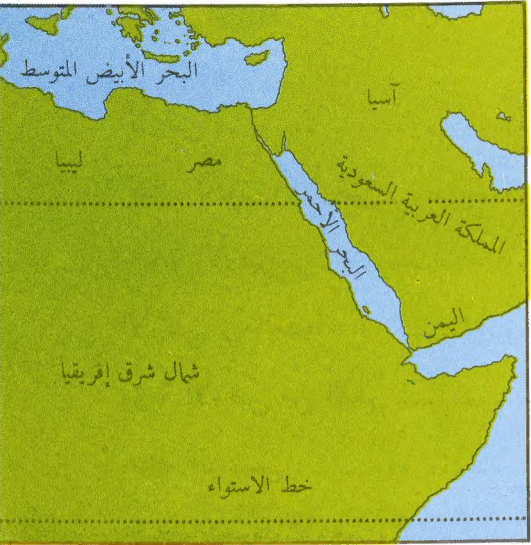 البحر الأبيض المتوسط
آسيا
ليبيا
مصر
المملكة العربية السعودية
البحر الأحمر
اليمن
شمال شرق إفريقيا
خط الاستواء